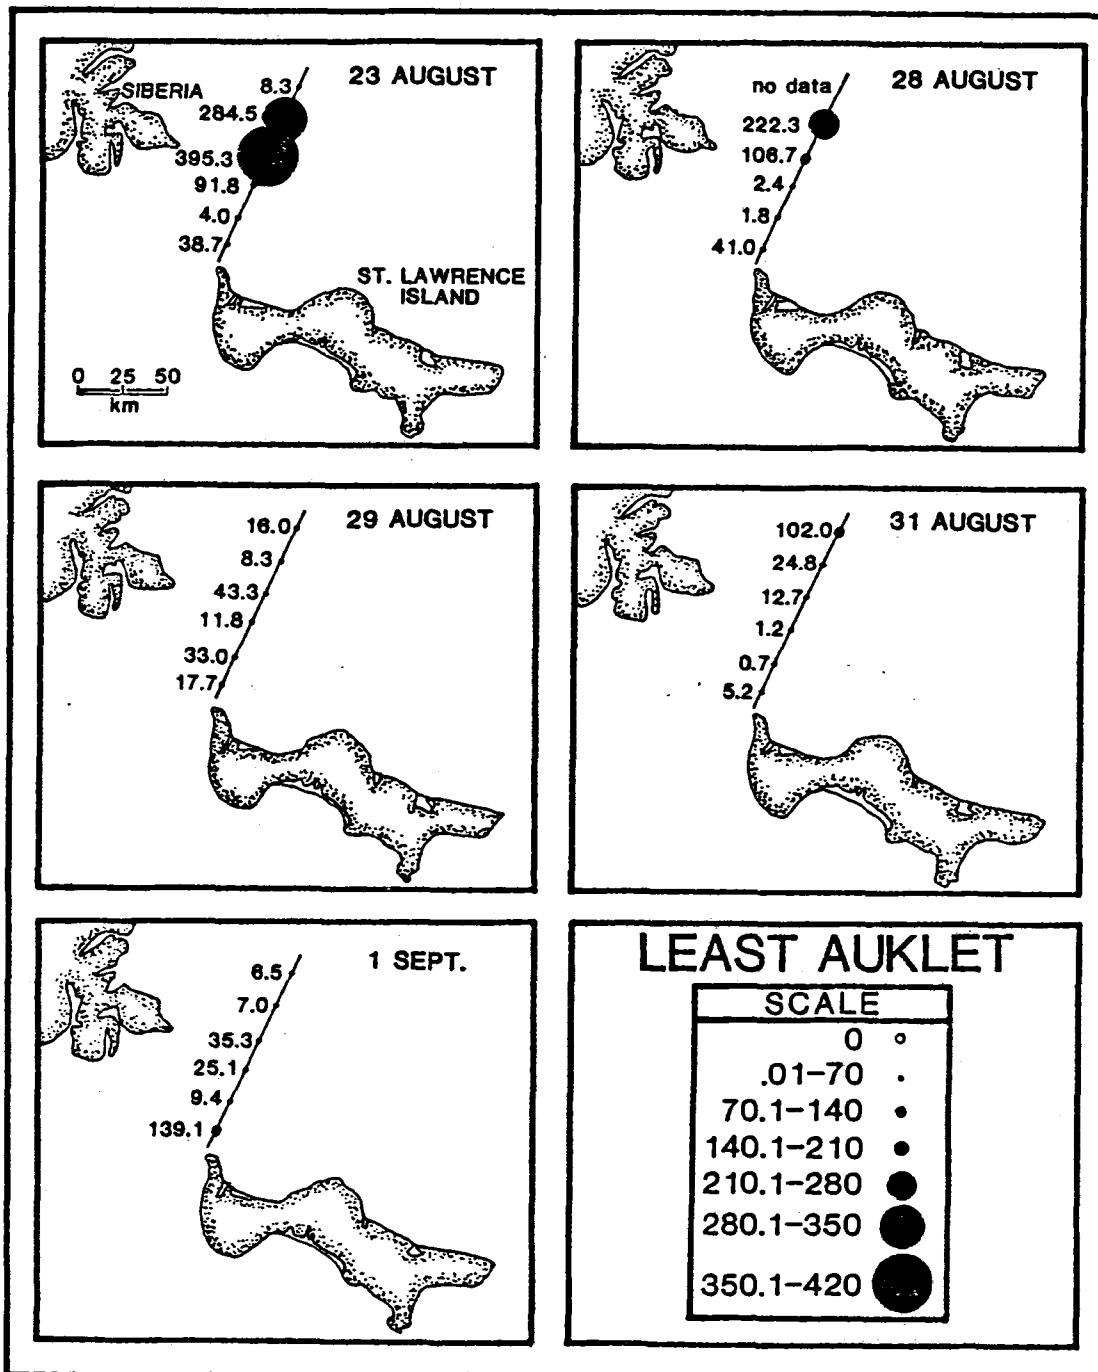 23 AUGUST
SIBERIA
8.3
284.5
395.3
91.8
4.0
38.7
ST. LAWRENCE
ISLAND
0 25 50
km
28 AUGUST
no data
222.3
106.7
2.4
1.8
41.0
29 AUGUST
16.0
8.3
43.3
11.8
33.0
17.7
31 AUGUST
102.0
24.8
12.7
1.2
0.7
5.2
1 SEPT.
6.5
7.0
35.3
25.1
9.4
139.1
LEAST AUKLET
SCALE
0
.01-70
70.1-140
140.1-210
210.1-280
280.1-350
350.1-420